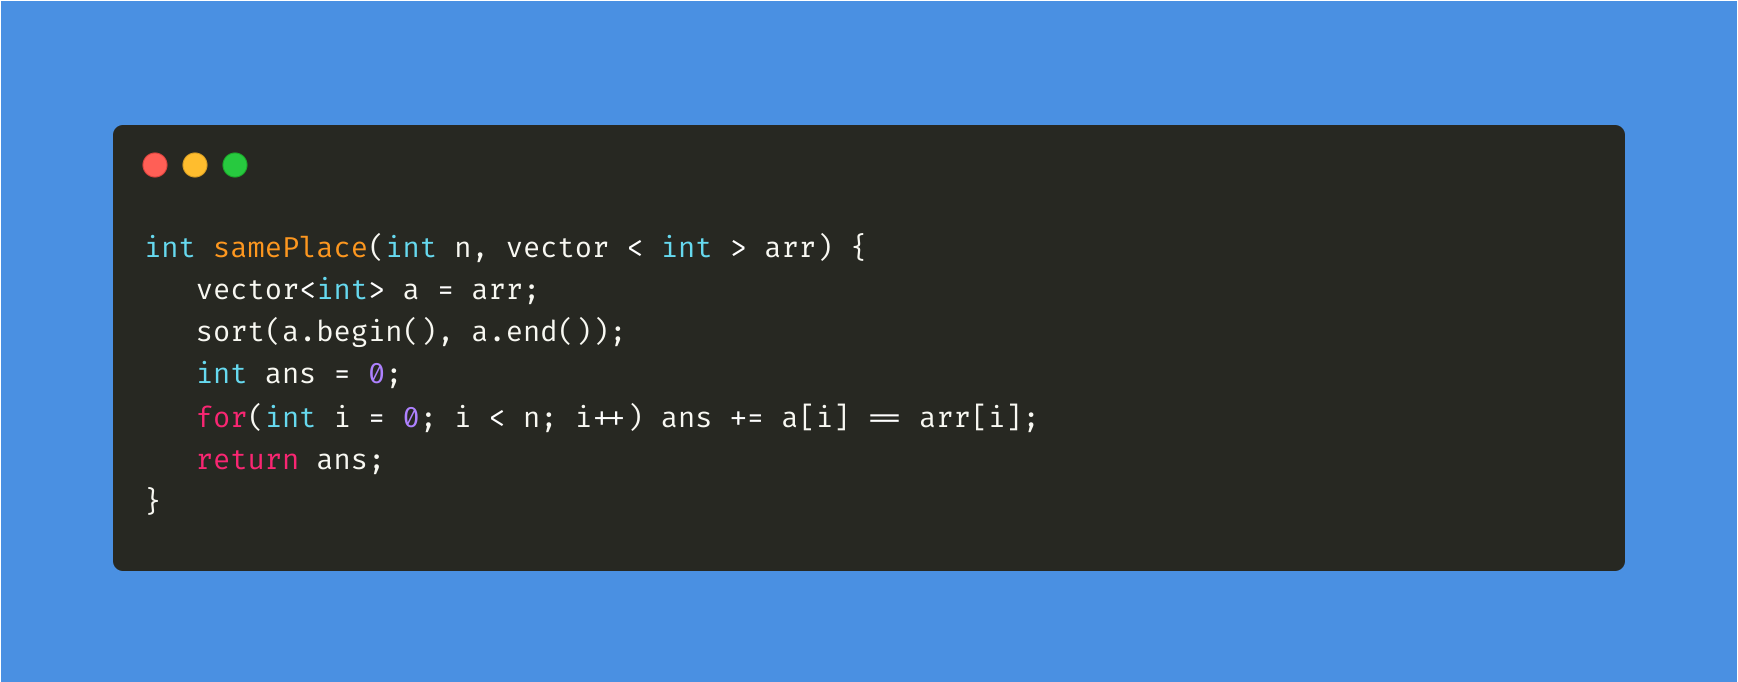 int samePlace(int n, vector < int > arr) {
   vector<int> a = arr;
   sort(a.begin(), a.end());
   int ans = 0;
   for(int i = 0; i < n; i++) ans += a[i] == arr[i];
   return ans;
}